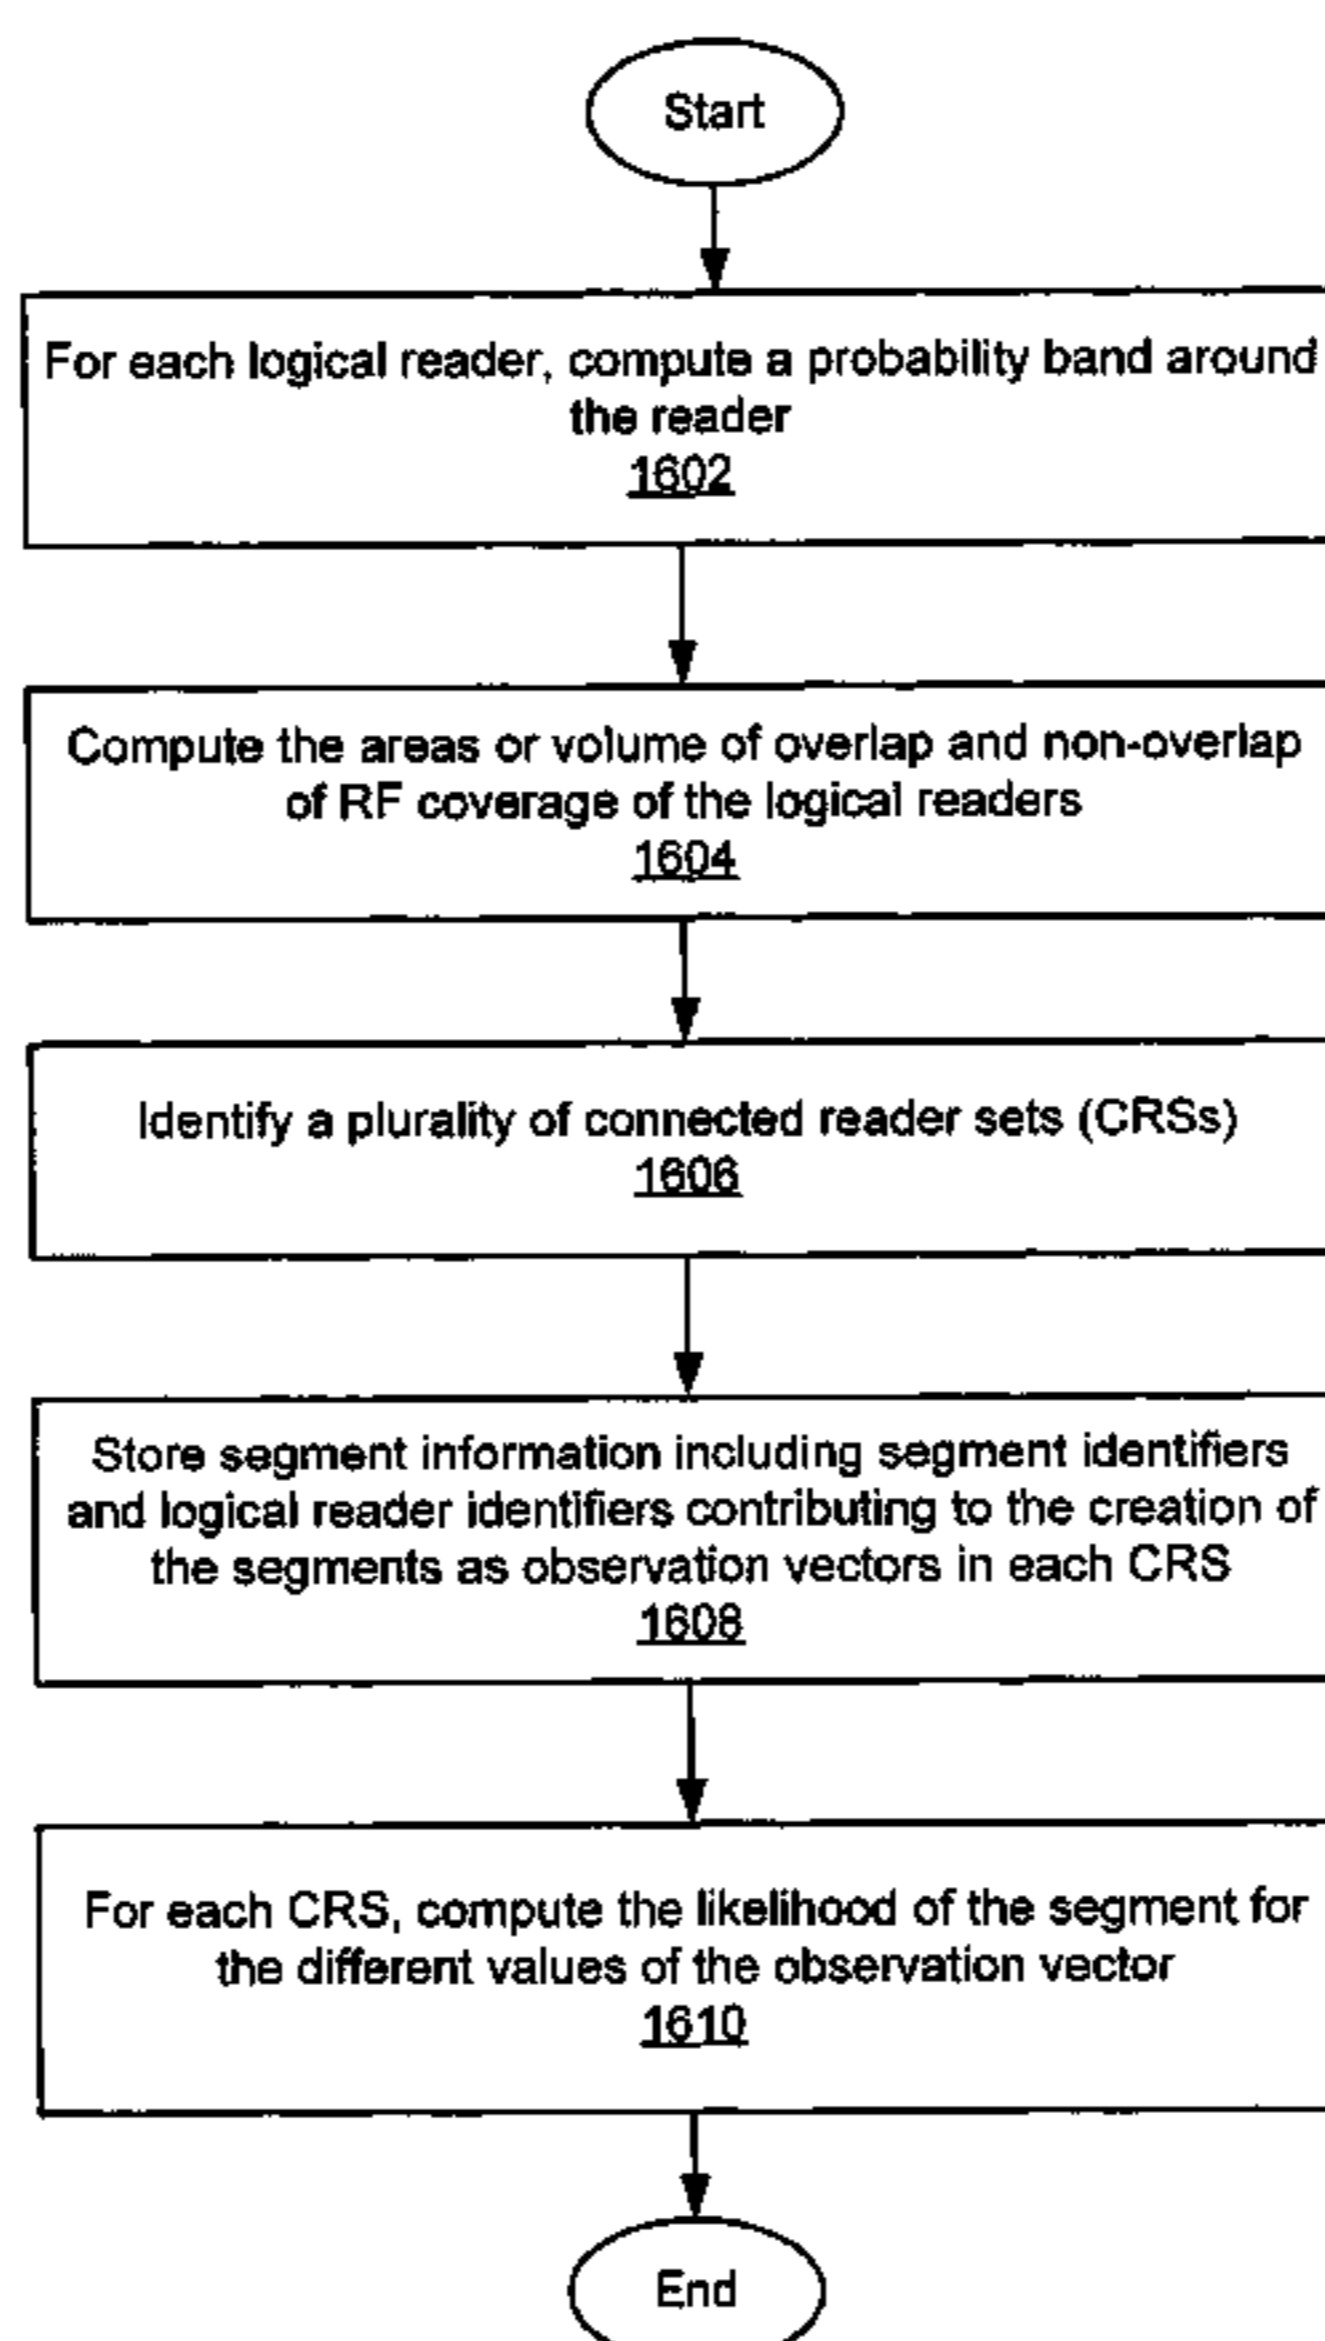 Start
For each logical reader, compute a probability band around
the reader
1602
Compute the areas or volume of overlap and non-overlap
of RF coverage of the logical readers
1604
Identify a plurality of connected reader sets (CRSs)
1606
Store segment information including segment identifiers
and logical reader identifiers contributing to the creation of
the segments as observation vectors in each CRS
1608
For each CRS, compute the likelihood of the segment for
the different values of the observation vector
1610
End